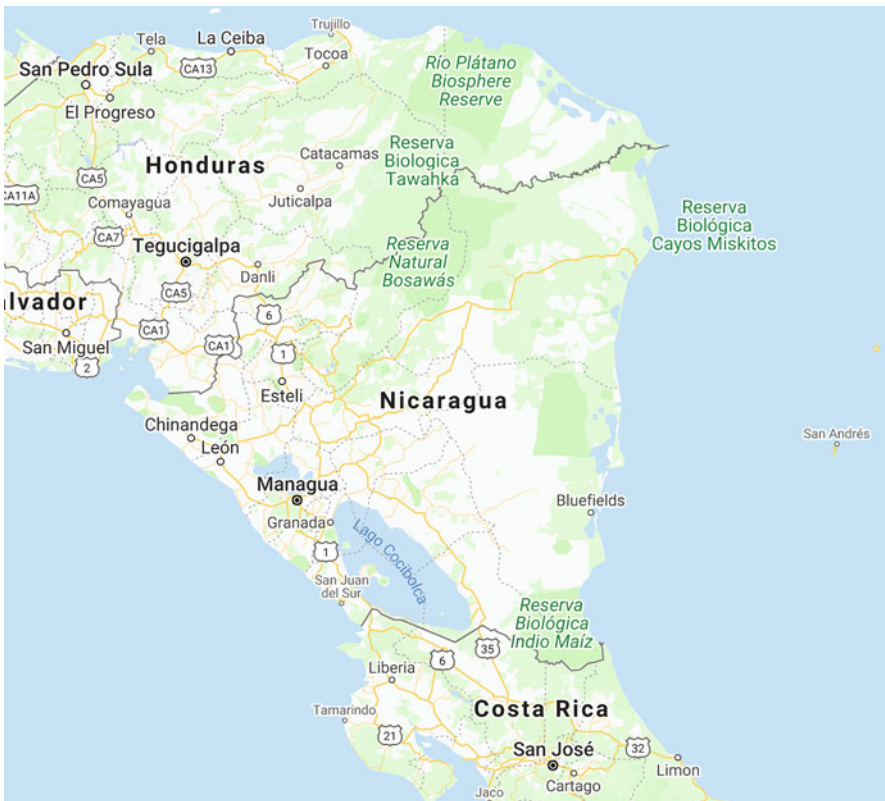 Trujillo
Tela
La Ceiba
Tocoa
CA13
San Pedro Sula
El Progreso
Río Plátano
Biosphere
Reserve
Honduras
Catacamas
Reserva
Biologica
Tawahka
CA5
CA11A
Juticalpa
Comayagua
CA7
Tegucigalpa
Reserva
Natural
Bosawás
Reserva
Biológica
Cayos Miskitos
Danli
CA5
alvador
6
CA1
CA1
San Miguel
2
1
Esteli
Nicaragua
Chinandega
León
San Andrés
Managua
Bluefields
Granada
Lago Cocibolca
1
San Juan
del Sur
Reserva
Biológica
Indio Maíz
35
6
Liberia
Tamarindo
Costa Rica
21
San José
32
Limon
Cartago
Jaco